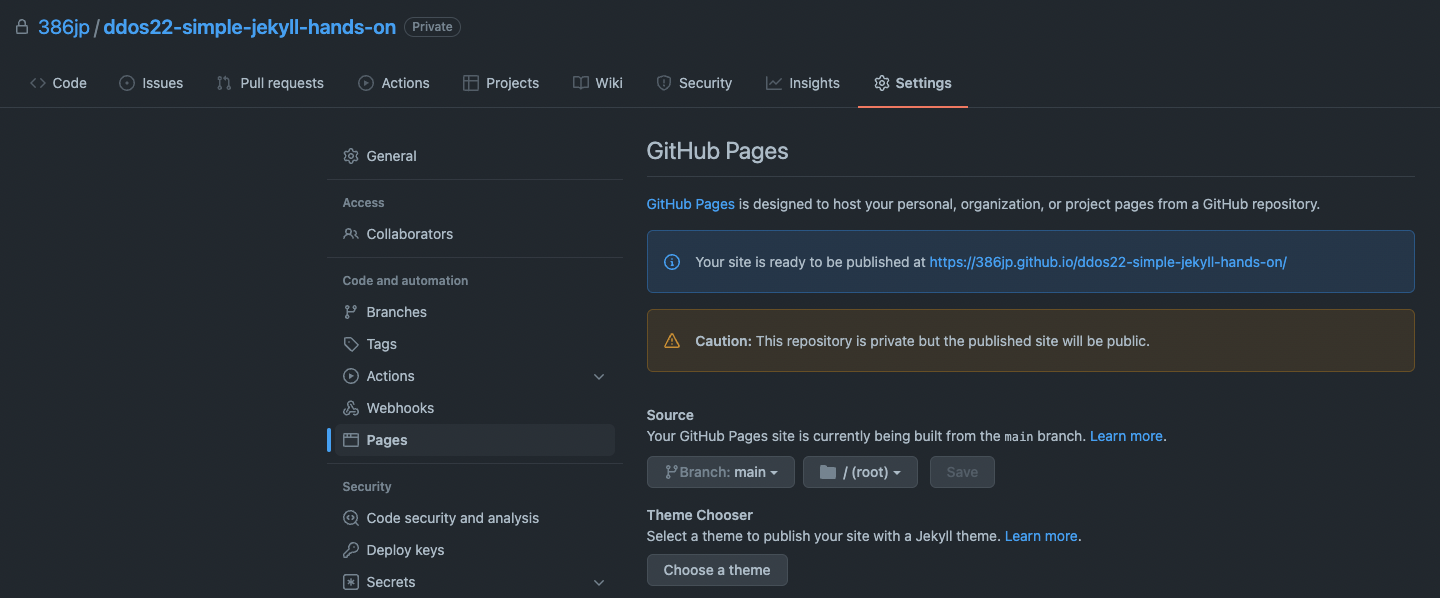 386jp / ddos22-simple-jekyll-hands-on Private
Code Issues Pull requests Actions Projects Wiki Security Insights Settings
General
Access
Collaborators
Code and automation
Branches
Tags
Actions
Webhooks
Pages
Security
Code security and analysis
Deploy keys
Secrets
GitHub Pages
GitHub Pages is designed to host your personal, organization, or project pages from a GitHub repository.
Your site is ready to be published at https://386jp.github.io/ddos22-simple-jekyll-hands-on/
Caution: This repository is private but the published site will be public.
Source
Your GitHub Pages site is currently being built from the main branch. Learn more.
Branch: main / (root) Save
Theme Chooser
Select a theme to publish your site with a Jekyll theme. Learn more.
Choose a theme